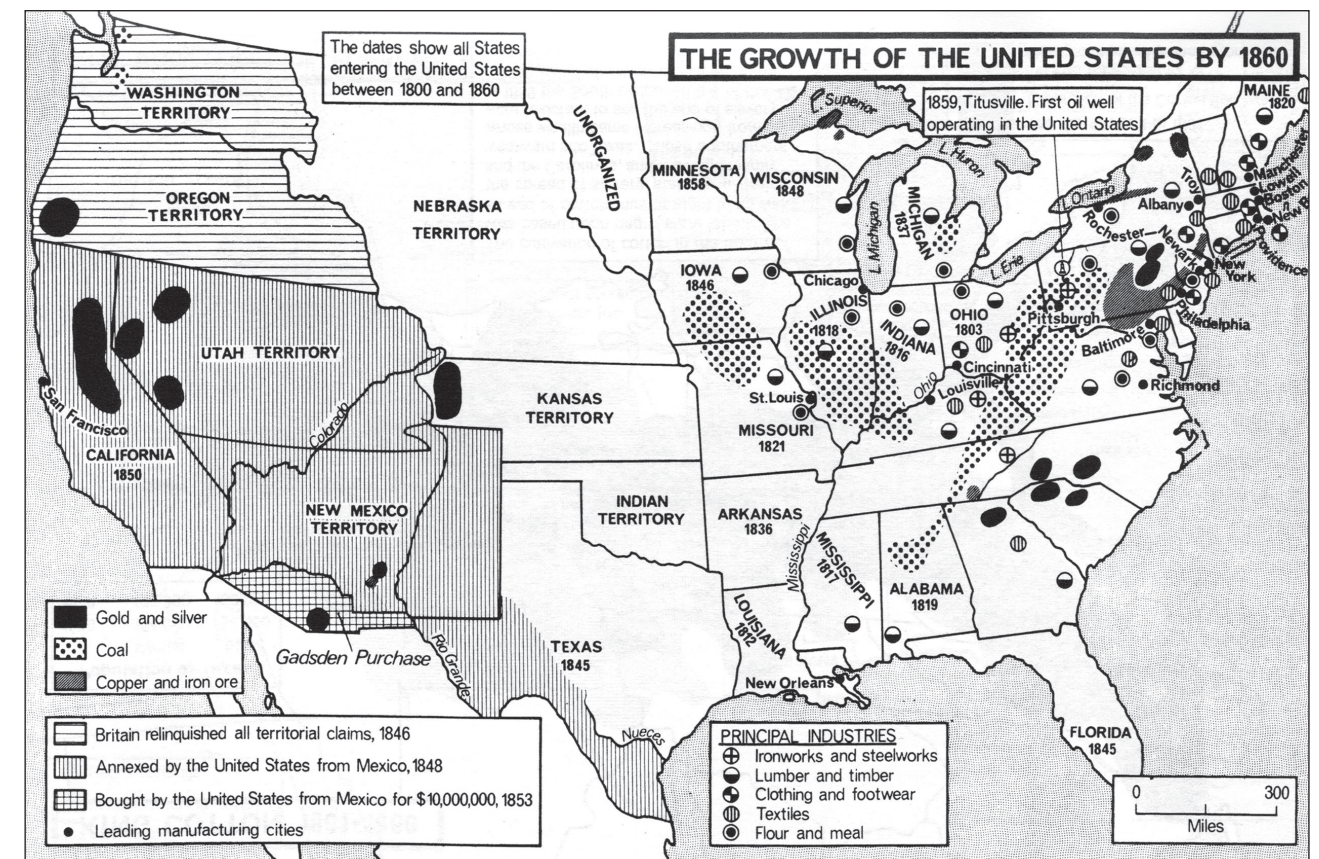 THE GROWTH OF THE UNITED STATES BY 1860
The dates show all States
entering the United States
between 1800 and 1860
1859, Titusville. First oil well
operating in the United States
WASHINGTON
TERRITORY
OREGON
TERRITORY
UNORGANIZED
NEBRASKA
TERRITORY
MINNESOTA
1858
WISCONSIN
1848
L. Superior
L. Huron
L. Michigan
MICHIGAN
1837
L. Erie
L. Ontario
MAINE
1820
Manchester
Lowell
Boston
New B
Providence
Troy
Albany
Rochester
Newark
New
York
Philadelphia
Pittsburgh
Baltimore
Richmond
IOWA
1846
Chicago
ILLINOIS
1818
INDIANA
1816
OHIO
1803
Cincinnati
Ohio
Louisville
St. Louis
MISSOURI
1821
UTAH TERRITORY
Colorado
KANSAS
TERRITORY
San Francisco
CALIFORNIA
1850
NEW MEXICO
TERRITORY
INDIAN
TERRITORY
ARKANSAS
1836
Mississippi
MISSISSIPPI
1817
ALABAMA
1819
LOUISIANA
1812
New Orleans
FLORIDA
1845
TEXAS
1845
Rio Grande
Nueces
Gadsden Purchase
Gold and silver
Coal
Copper and iron ore
Britain relinquished all territorial claims, 1846
Annexed by the United States from Mexico, 1848
Bought by the United States from Mexico for $10,000,000, 1853
Leading manufacturing cities
PRINCIPAL INDUSTRIES
Ironworks and steelworks
Lumber and timber
Clothing and footwear
Textiles
Flour and meal
0 300
Miles